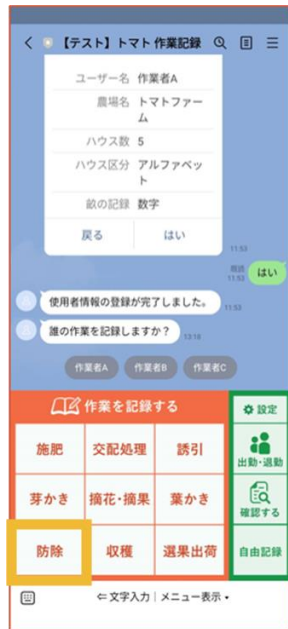 【テスト】トマト 作業記録
ユーザー名 作業者A
農場名 トマトファー
ム
ハウス数 5
ハウス区分 アルファベッ
ト
畝の記録 数字
戻る はい
11:53
既読
11:53
はい
使用者情報の登録が完了しました。
11:53
誰の作業を記録しますか？
13:18
作業者A 作業者B 作業者C
作業を記録する
設定
施肥 交配処理 誘引
出勤・退勤
芽かき 摘花・摘果 葉かき
確認する
防除 収穫 選果出荷
自由記録
⇦文字入力｜メニュー表示▾